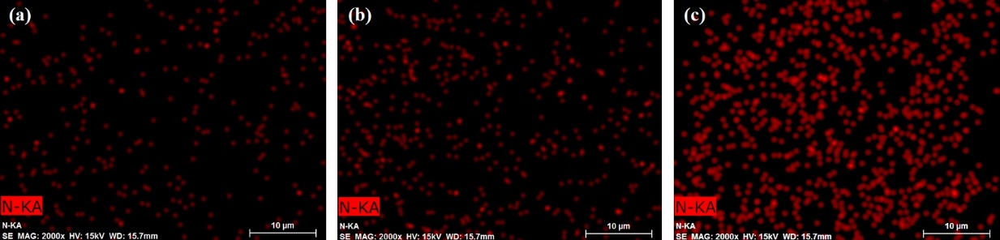 (a)
N-KA
N-KA
SE MAG: 2000x HV: 15kV WD: 15.7mm
10 µm
(b)
N-KA
N-KA
SE MAG: 2000x HV: 15kV WD: 15.7mm
10 µm
(c)
N-KA
N-KA
SE MAG: 2000x HV: 15kV WD: 15.7mm
10 µm